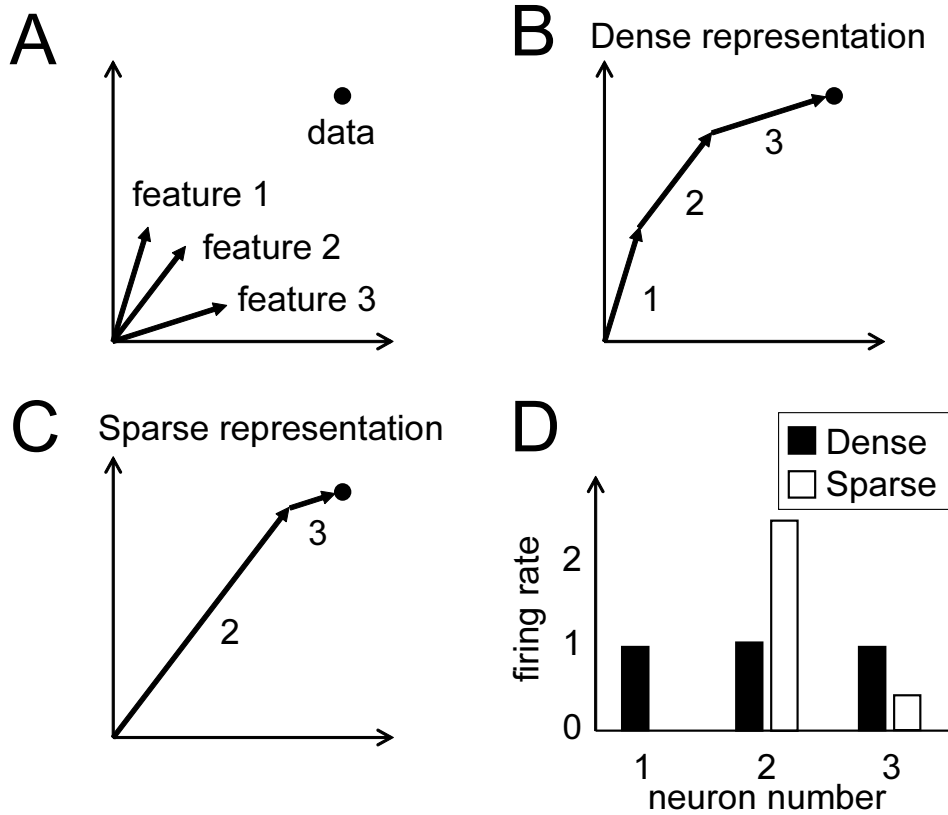 A
data
feature 1
feature 2
feature 3
B
Dense representation
1
2
3
C
Sparse representation
2
3
D
Dense
Sparse
firing rate
2
1
0
1 2 3
neuron number